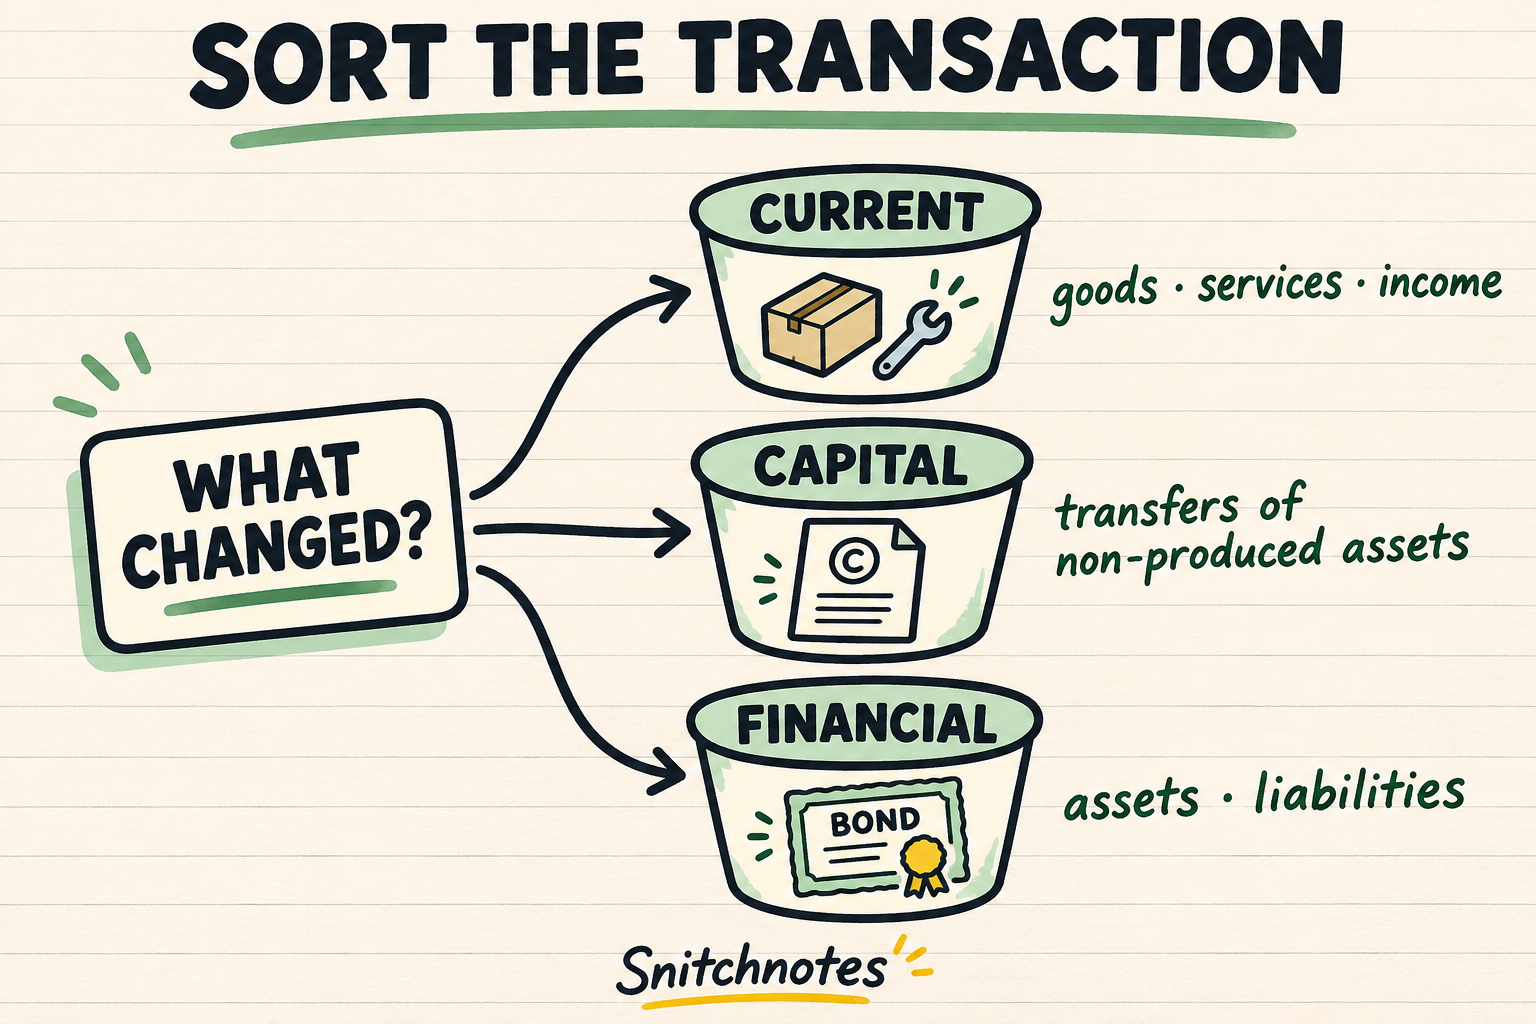 SORT THE TRANSACTION
CURRENT
goods · services · income
WHAT
CHANGED?
CAPITAL
©
transfers of
non-produced assets
FINANCIAL
BOND
assets · liabilities
Snitchnotes